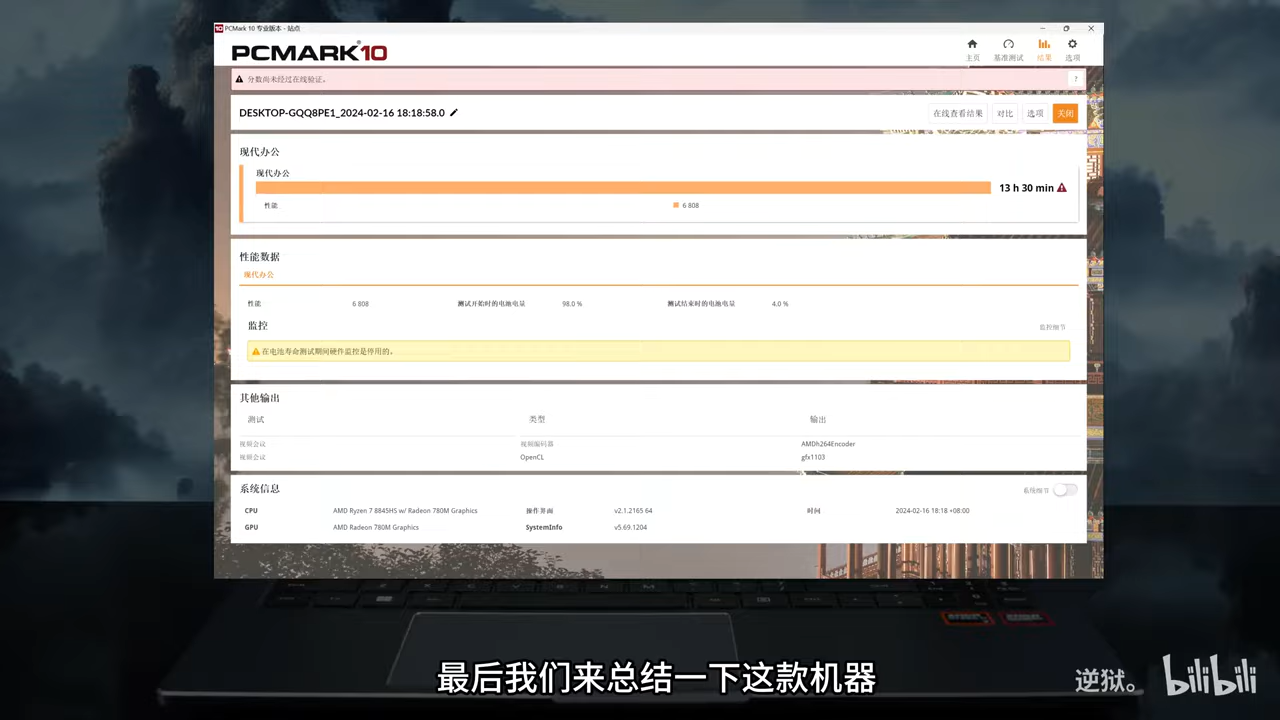 PCMark 10 专业版本 - 站点
PCMARK 10
主页 基准测试 结果 选项
分数尚未经过在线验证。 ?
DESKTOP-GQQ8PE1_2024-02-16 18:18:58.0 在线查看结果 对比 选项 关闭
现代办公
现代办公
13 h 30 min
性能 6 808
性能数据
现代办公
性能 6 808 测试开始时的电池电量 98.0 % 测试结束时的电池电量 4.0 %
监控 监控细节
在电池寿命测试期间硬件监控是停用的。
其他输出
测试 类型 输出
视频会议 视频编码器 AMDh264Encoder
视频会议 OpenCL gfx1103
系统信息 系统细节
CPU AMD Ryzen 7 8845HS w/ Radeon 780M Graphics 操作界面 v2.1.2165 64 时间 2024-02-16 18:18 +08:00
GPU AMD Radeon 780M Graphics SystemInfo v5.69.1204
最后我们来总结一下这款机器
逆狱。 bilibili